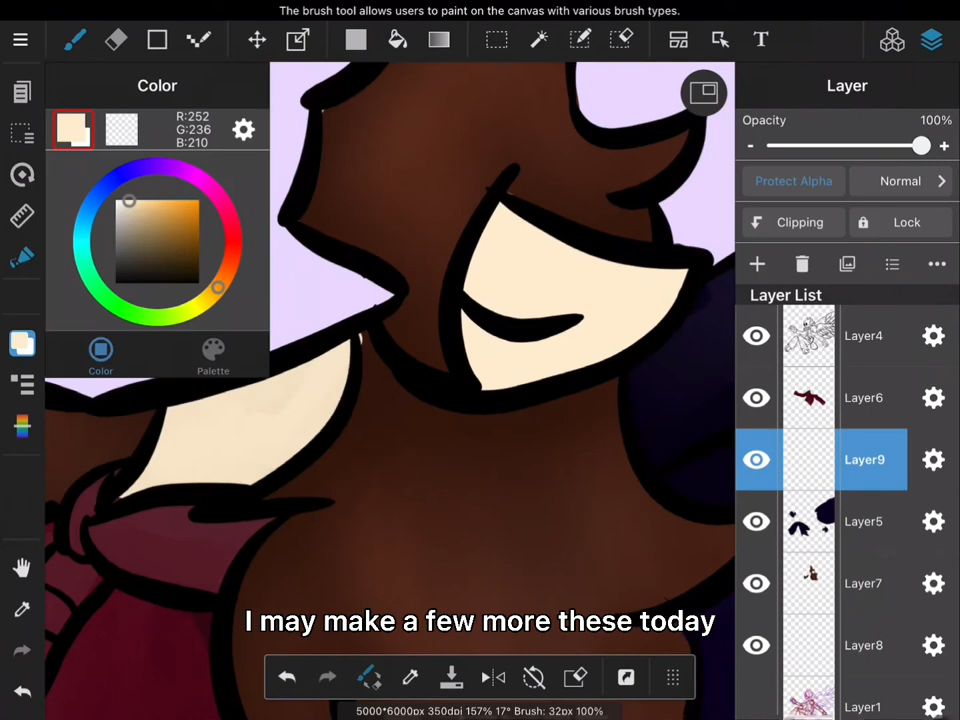 The brush tool allows users to paint on the canvas with various brush types.
T
Color
Layer
R:252
G:236
B:210
Opacity
100%
-
+
Protect Alpha
Normal
Clipping
Lock
Layer List
Layer4
Color
Palette
Layer6
Layer9
Layer5
Layer7
I may make a few more these today
Layer8
Layer1
5000*6000px 350dpi 157% 17° Brush: 32px 100%